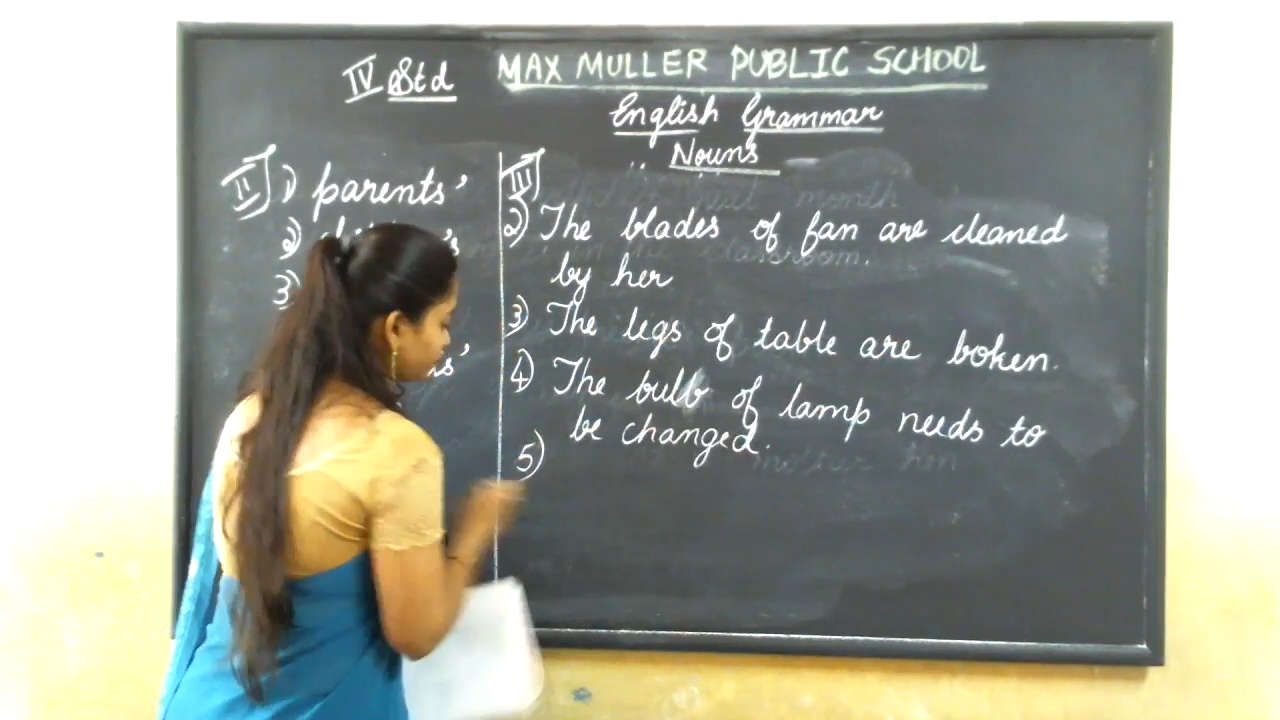 IV Std MAX MULLER PUBLIC SCHOOL
English Grammar
Nouns
II 1) parents'
2)
3)
III
2) The blades of fan are cleaned
by her
3) The legs of table are boken.
4) The bulb of lamp needs to
be changed.
5)